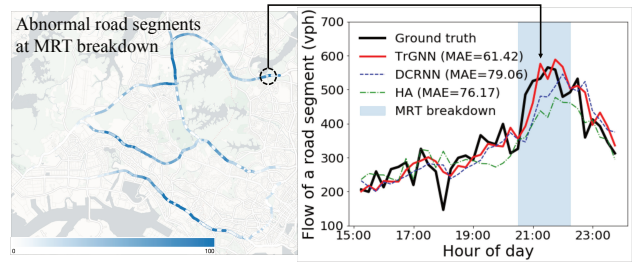 Abnormal road segments
at MRT breakdown
0
100
Flow of a road segment (vph)
700
600
500
400
300
200
100
Ground truth
TrGNN (MAE=61.42)
DCRNN (MAE=79.06)
HA (MAE=76.17)
MRT breakdown
15:00 17:00 19:00 21:00 23:00
Hour of day